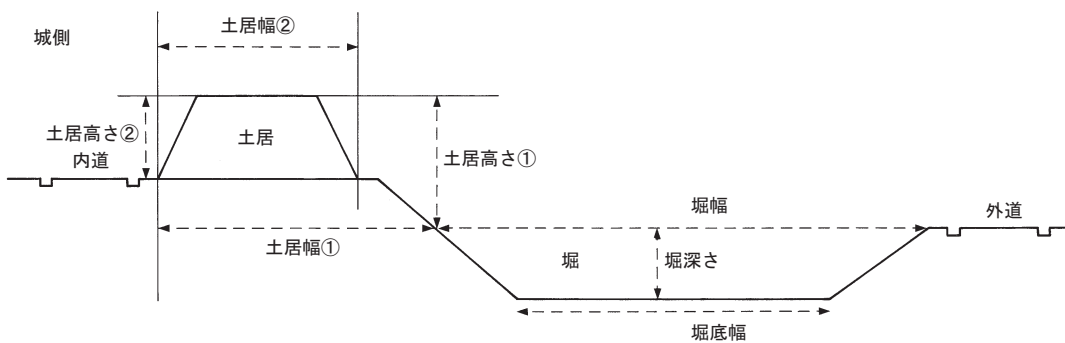 土居幅②
城側
土居高さ②
土居
内道
土居高さ①
堀幅
外道
土居幅①
堀
堀深さ
堀底幅